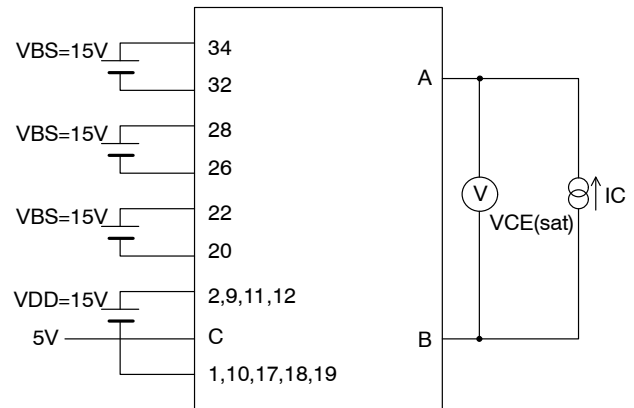 VBS=15V
34
32
A
VBS=15V
28
26
VBS=15V
22
20
V
IC
VCE(sat)
VDD=15V
2,9,11,12
5V
C
B
1,10,17,18,19